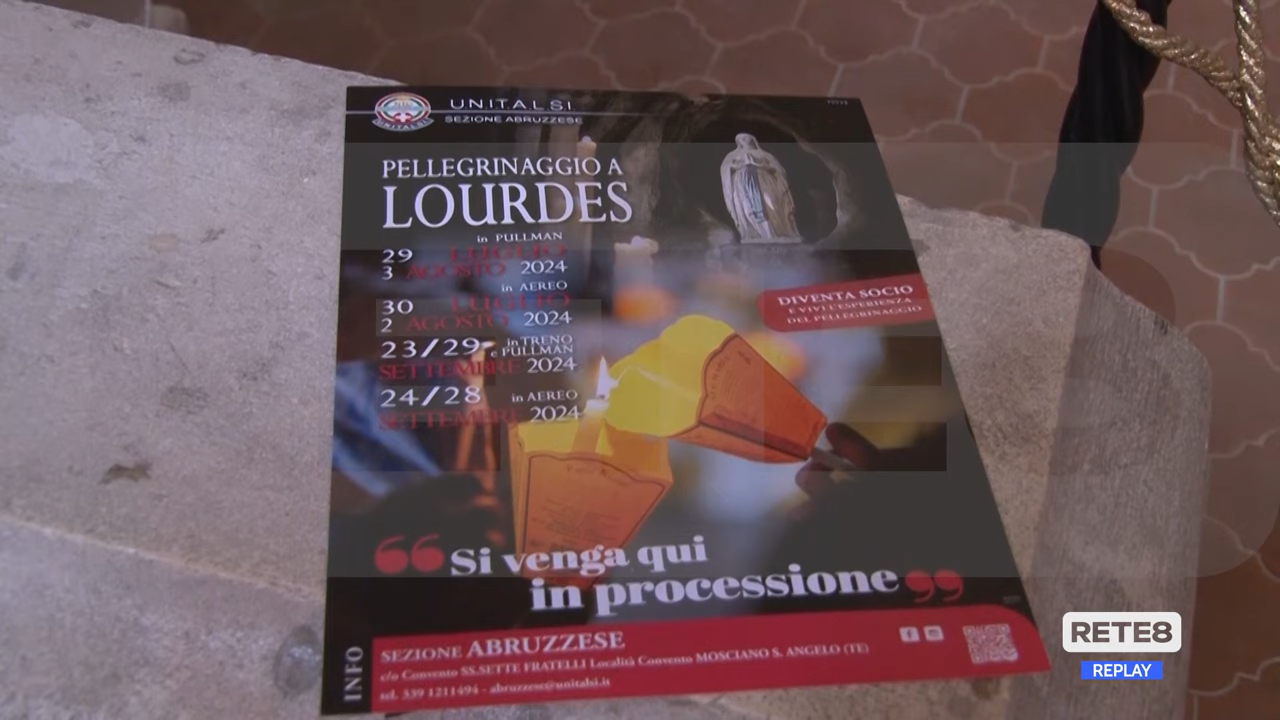 UNITALSI
SEZIONE ABRUZZESE
UNITALSI
PELLEGRINAGGIO A
LOURDES
in PULLMAN
29 LUGLIO
3 AGOSTO 2024
in AEREO
30 LUGLIO
2 AGOSTO 2024
23/29 in TRENO
e PULLMAN
SETTEMBRE 2024
24/28 in AEREO
SETTEMBRE 2024
DIVENTA SOCIO
E VIVI L'ESPERIENZA
DEL PELLEGRINAGGIO
“Si venga qui
in processione”
INFO
SEZIONE ABRUZZESE
c/o Convento SS.SETTE FRATELLI Località Convento MOSCIANO S. ANGELO (TE)
tel. 339 1211494 - abruzzese@unitalsi.it
RETE8
REPLAY